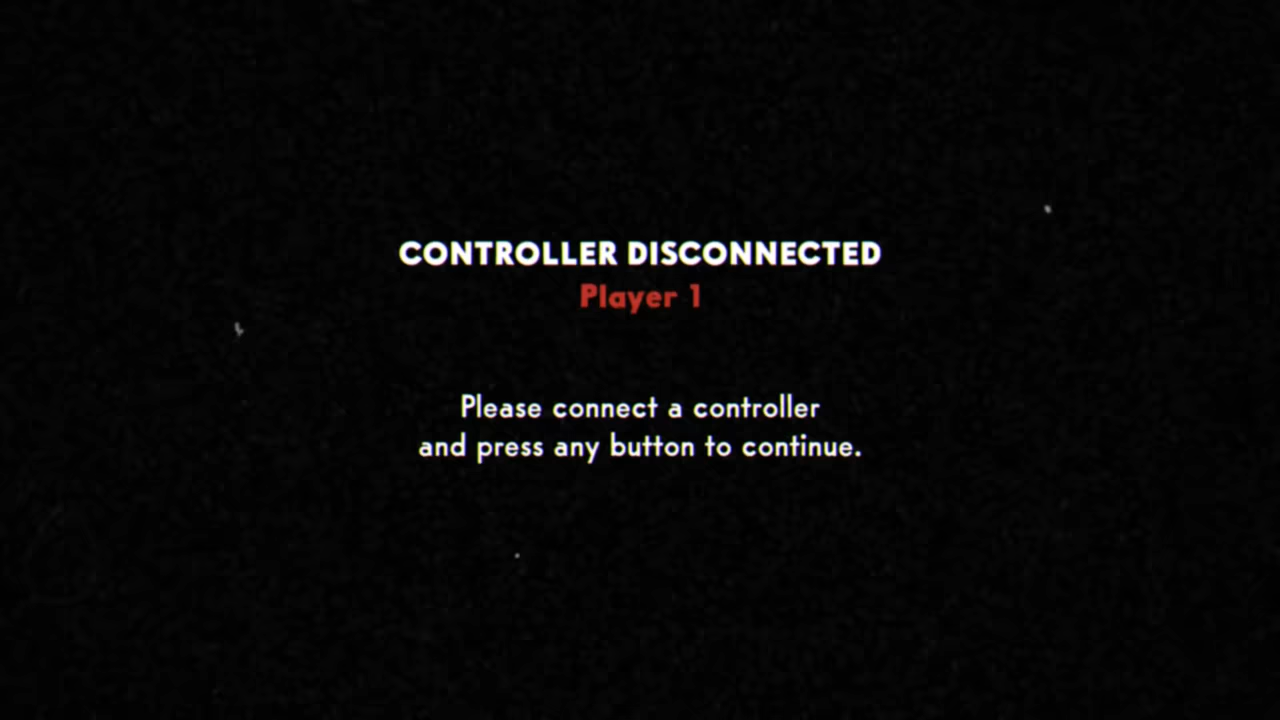 CONTROLLER DISCONNECTED
Player 1
Please connect a controller
and press any button to continue.